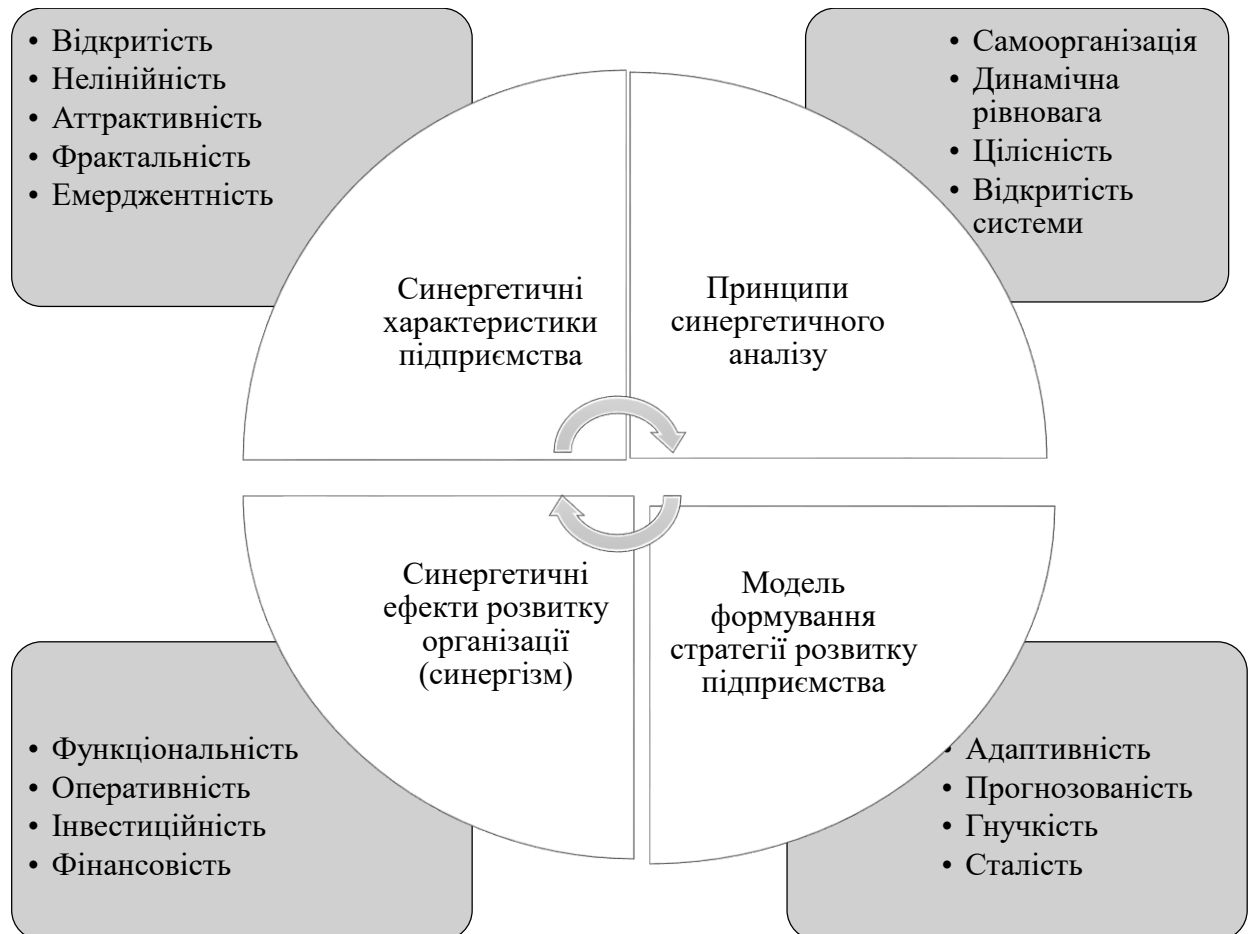 • Відкритість
• Нелінійність
• Аттрактивність
• Фрактальність
• Емерджентність
• Самоорганізація
• Динамічна
рівновага
• Цілісність
• Відкритість
системи
Синергетичні
характеристики
підприємства
Принципи
синергетичного
аналізу
Синергетичні
ефекти розвитку
організації
(синергізм)
Модель
формування
стратегії розвитку
підприємства
• Функціональність
• Оперативність
• Інвестиційність
• Фінансовість
• Адаптивність
• Прогнозованість
• Гнучкість
• Сталість